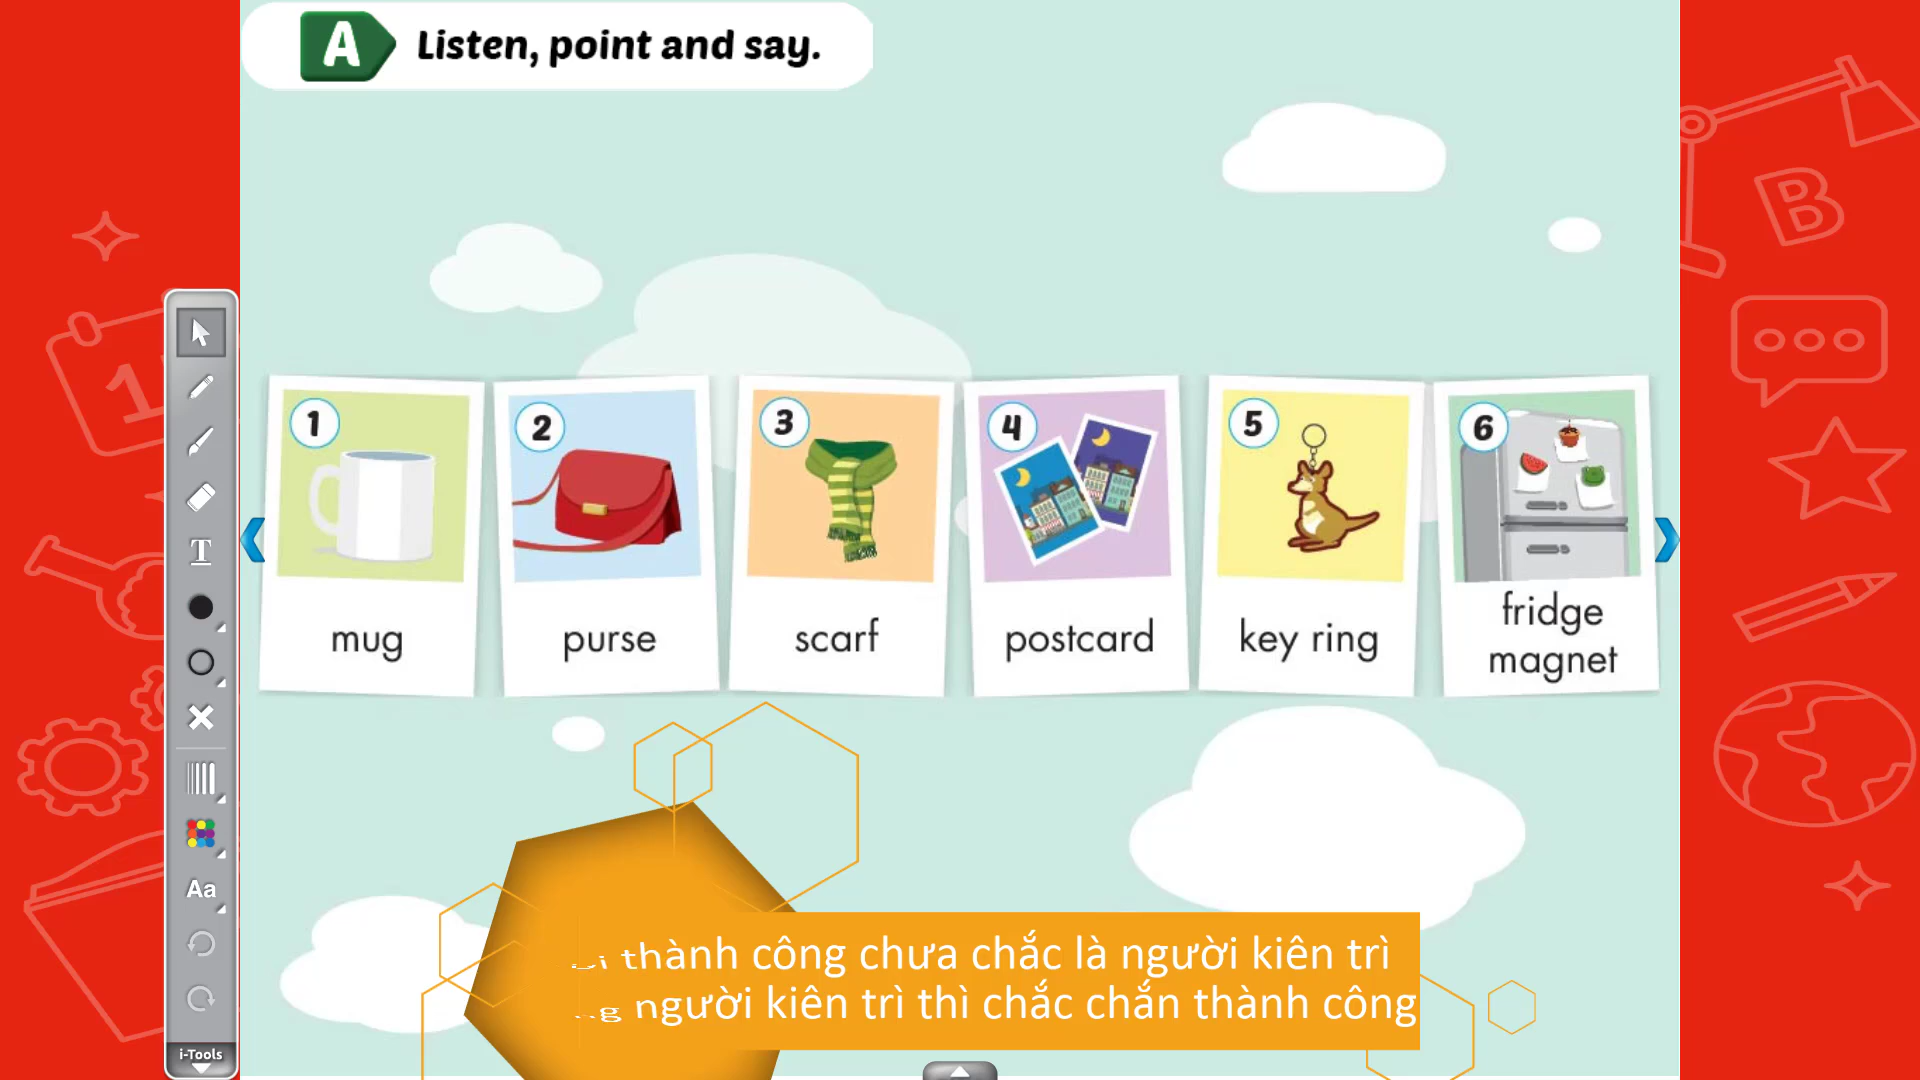 A Listen, point and say.
1
2
3
4
5
6
mug
purse
scarf
postcard
key ring
fridge
magnet
thành công chưa chắc là người kiên trì
người kiên trì thì chắc chắn thành công
T
Aa
i-Tools
1
B